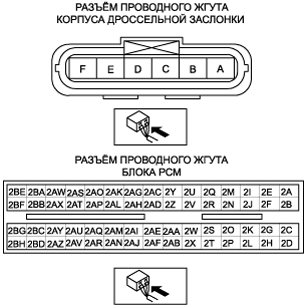 РАЗЪЁМ ПРОВОДНОГО ЖГУТА
КОРПУСА ДРОССЕЛЬНОЙ ЗАСЛОНКИ
F E D C B A
РАЗЪЁМ ПРОВОДНОГО ЖГУТА
БЛОКА PCM
2BE 2BA 2AW 2AS 2AO 2AK 2AG 2AC 2Y 2U 2Q 2M 2I 2E 2A
2BF 2BB 2AX 2AT 2AP 2AL 2AH 2AD 2Z 2V 2R 2N 2J 2F 2B
2BG 2BC 2AY 2AU 2AQ 2AM 2AI 2AE 2AA 2W 2S 2O 2K 2G 2C
2BH 2BD 2AZ 2AV 2AR 2AN 2AJ 2AF 2AB 2X 2T 2P 2L 2H 2D